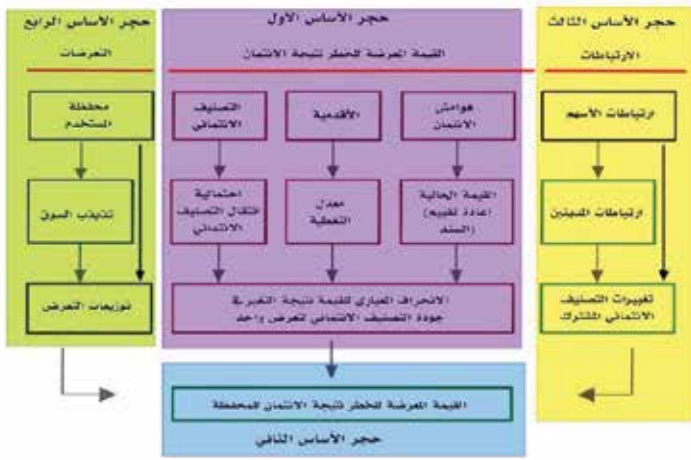 حجر الأساس الثالث
الارتباطات
ارتباطات الأسهم
ارتباطات المدينين
تغييرات التصنيف
الائتماني المشترك
حجر الأساس الأول
القيمة المعرضة للخطر نتيجة الائتمان
هوامش
الائتمان
الأقدمية
التصنيف
الائتماني
القيمة الحالية
(إعادة تقييم
السند)
معدل
التغطية
احتمالية
انتقال التصنيف
الائتماني
الانحراف المعياري للقيمة نتيجة التغير في
جودة التصنيف الائتماني لتعرض واحد
حجر الأساس الرابع
التعرضات
محفظة
المستخدم
تذبذب السوق
توزيعات التعرض
القيمة المعرضة للخطر نتيجة الائتمان للمحفظة
حجر الأساس الثاني